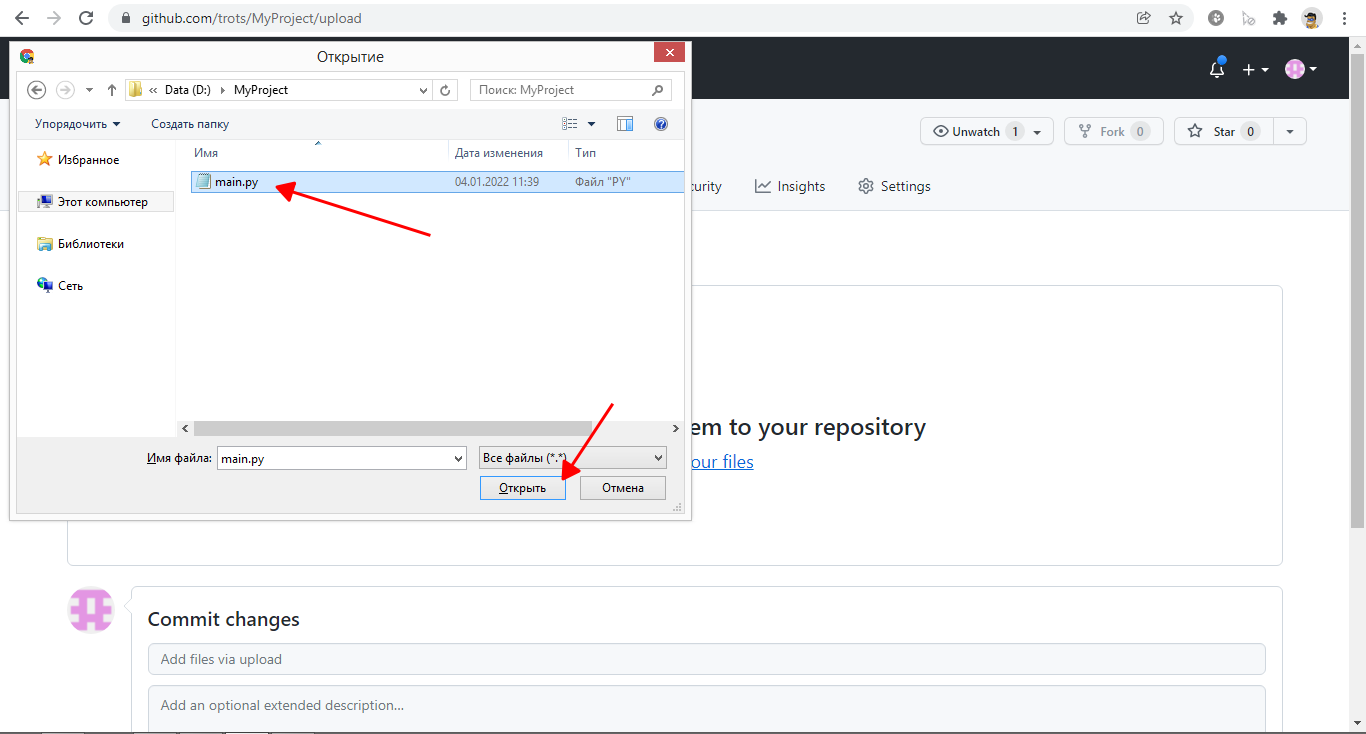 github.com/trots/MyProject/upload
Открытие
« Data (D:) MyProject
Поиск: MyProject
Упорядочить
Создать папку
Избранное
Этот компьютер
Библиотеки
Сеть
Имя
Дата изменения
Тип
main.py
04.01.2022 11:39
Файл "PY"
Имя файла:
main.py
Все файлы (*.*)
Открыть
Отмена
Unwatch 1
Fork 0
Star 0
curity
Insights
Settings
em to your repository
our files
Commit changes
Add files via upload
Add an optional extended description...